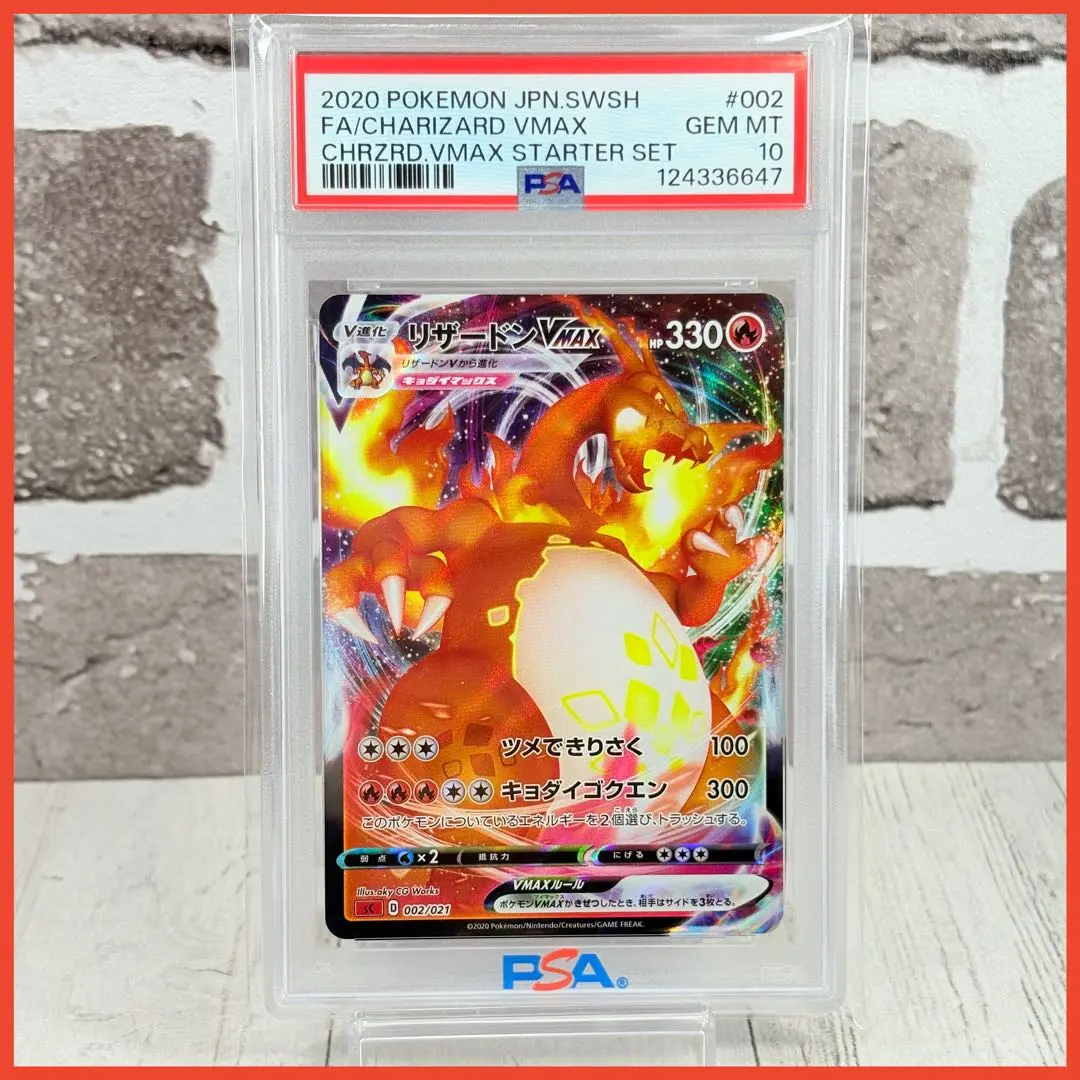 2020 POKEMON JPN.SWSH #002
FA/CHARIZARD VMAX GEM MT
CHRZRD.VMAX STARTER SET 10
PSA 124336647
V進化 リザードンVMAX HP 330
リザードンVから進化
キョダイマックス
ツメできりさく 100
キョダイゴクエン 300
このポケモンについているエネルギーを2個選び、トラッシュする。
弱点 ×2 抵抗力 にげる
Illus.aky CG Works
VMAXルール
ポケモンVMAXがきぜつしたとき、相手はサイドを3枚とる。
sC D 002/021
©2020 Pokémon/Nintendo/Creatures/GAME FREAK.
PSA®